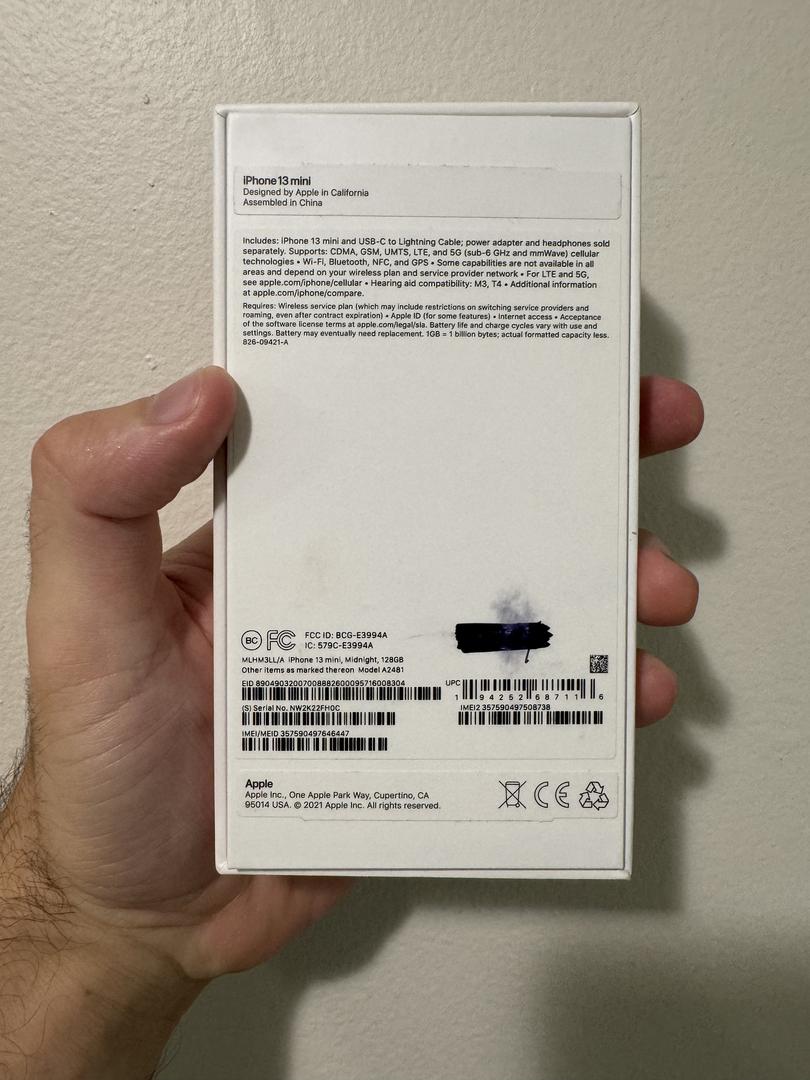 iPhone 13 mini
Designed by Apple in California
Assembled in China
Includes: iPhone 13 mini and USB-C to Lightning Cable; power adapter and headphones sold
separately. Supports: CDMA, GSM, UMTS, LTE, and 5G (sub-6 GHz and mmWave) cellular
technologies • Wi-Fi, Bluetooth, NFC, and GPS • Some capabilities are not available in all
areas and depend on your wireless plan and service provider network • For LTE and 5G,
see apple.com/iphone/cellular • Hearing aid compatibility: M3, T4 • Additional information
at apple.com/iphone/compare.
Requires: Wireless service plan (which may include restrictions on switching service providers and
roaming, even after contract expiration) • Apple ID (for some features) • Internet access • Acceptance
of the software license terms at apple.com/legal/sla. Battery life and charge cycles vary with use and
settings. Battery may eventually need replacement. 1GB = 1 billion bytes; actual formatted capacity less.
826-09421-A
BC FC FCC ID: BCG-E3994A
IC: 579C-E3994A
MLHM3LL/A iPhone 13 mini, Midnight, 128GB
Other items as marked thereon Model A2481
EID 89049032007008882600095716008304
UPC
1 94252 68711 6
(S) Serial No. NW2K22FH0C
IMEI2 357590497508738
IMEI/MEID 357590497646447
Apple
Apple Inc., One Apple Park Way, Cupertino, CA
95014 USA. © 2021 Apple Inc. All rights reserved.
CE